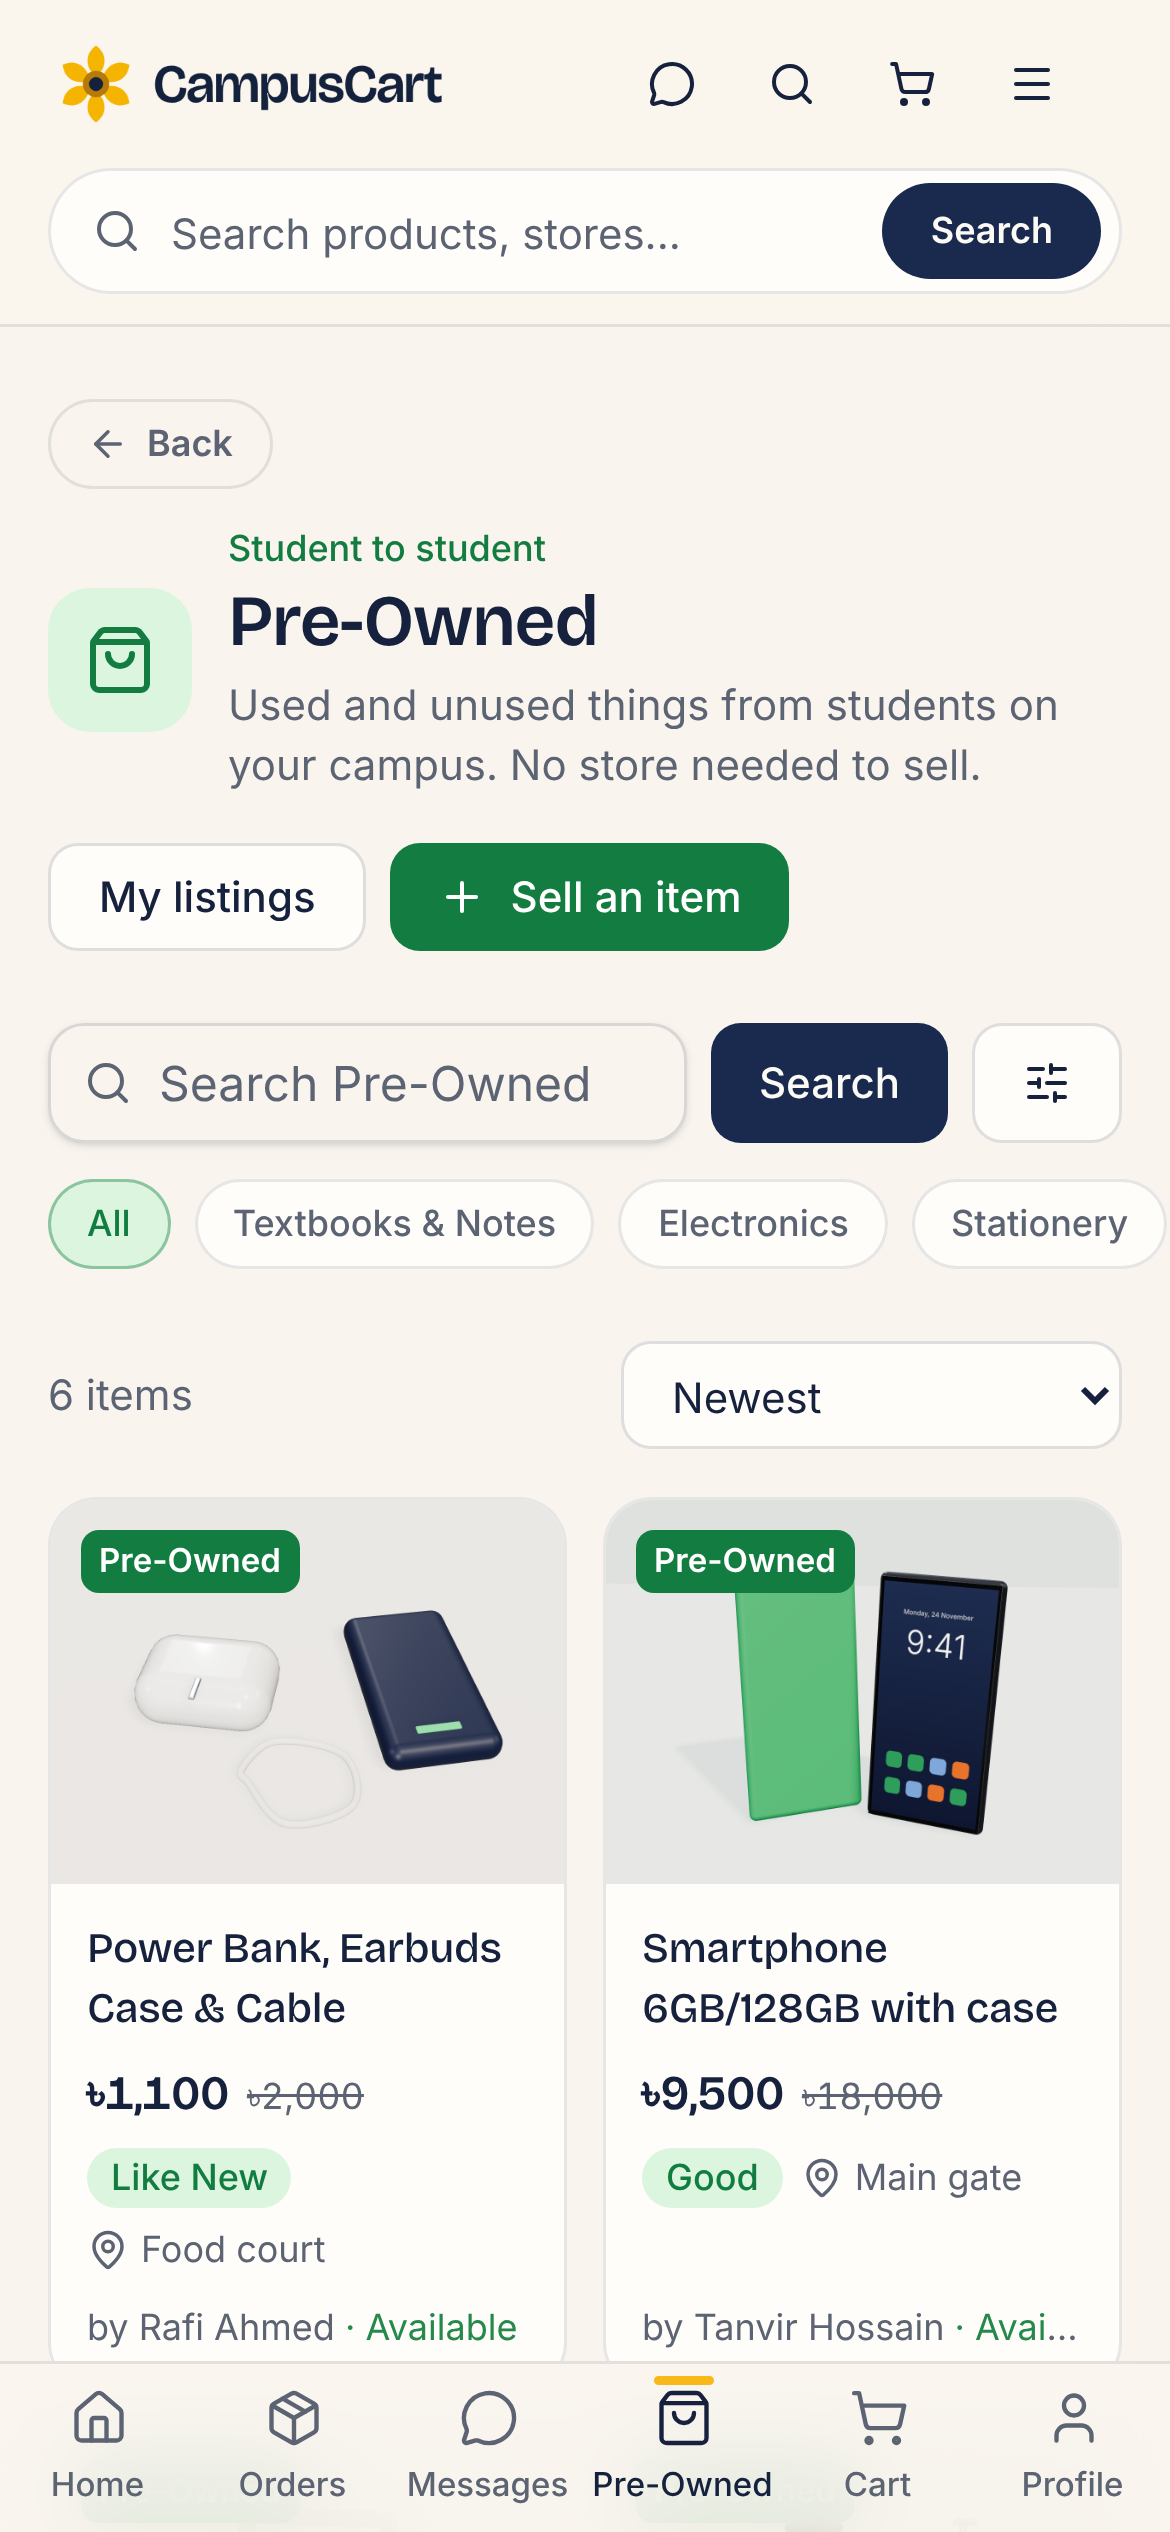 CampusCart
Search products, stores...
Search
Back
Student to student
Pre-Owned
Used and unused things from students on
your campus. No store needed to sell.
My listings
Sell an item
Search Pre-Owned
Search
All
Textbooks & Notes
Electronics
Stationery
6 items
Newest
Pre-Owned
Pre-Owned
Monday, 24 November
9:41
Power Bank, Earbuds
Case & Cable
৳1,100 ৳2,000
Like New
Food court
by Rafi Ahmed · Available
Smartphone
6GB/128GB with case
৳9,500 ৳18,000
Good
Main gate
by Tanvir Hossain · Avai...
Home
Orders
Messages
Pre-Owned
Cart
Profile